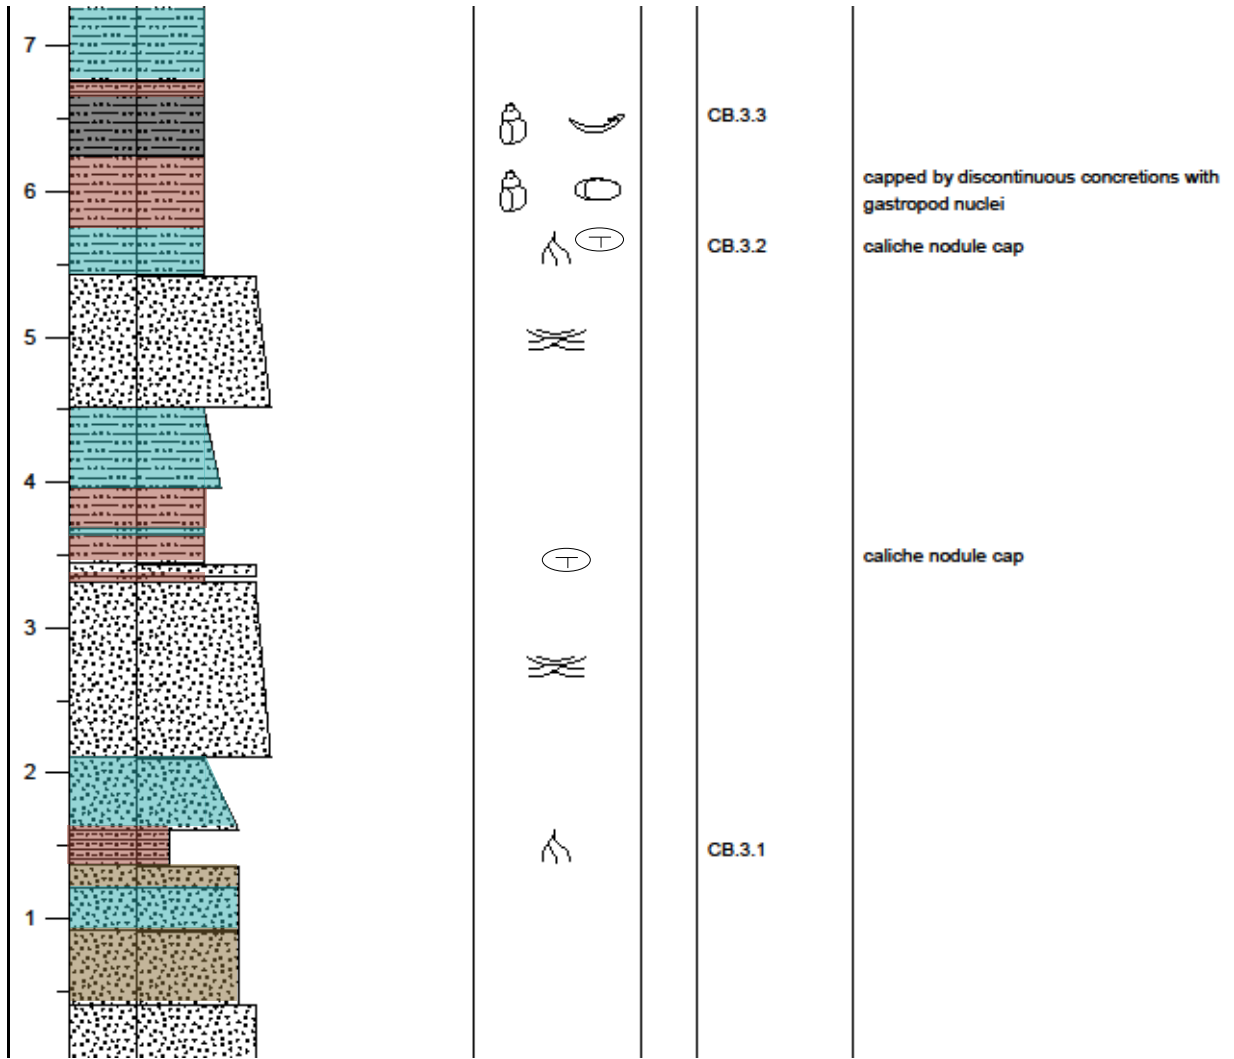 7
CB.3.3
6
capped by discontinuous concretions with
gastropod nuclei
CB.3.2
caliche nodule cap
5
4
caliche nodule cap
3
2
CB.3.1
1